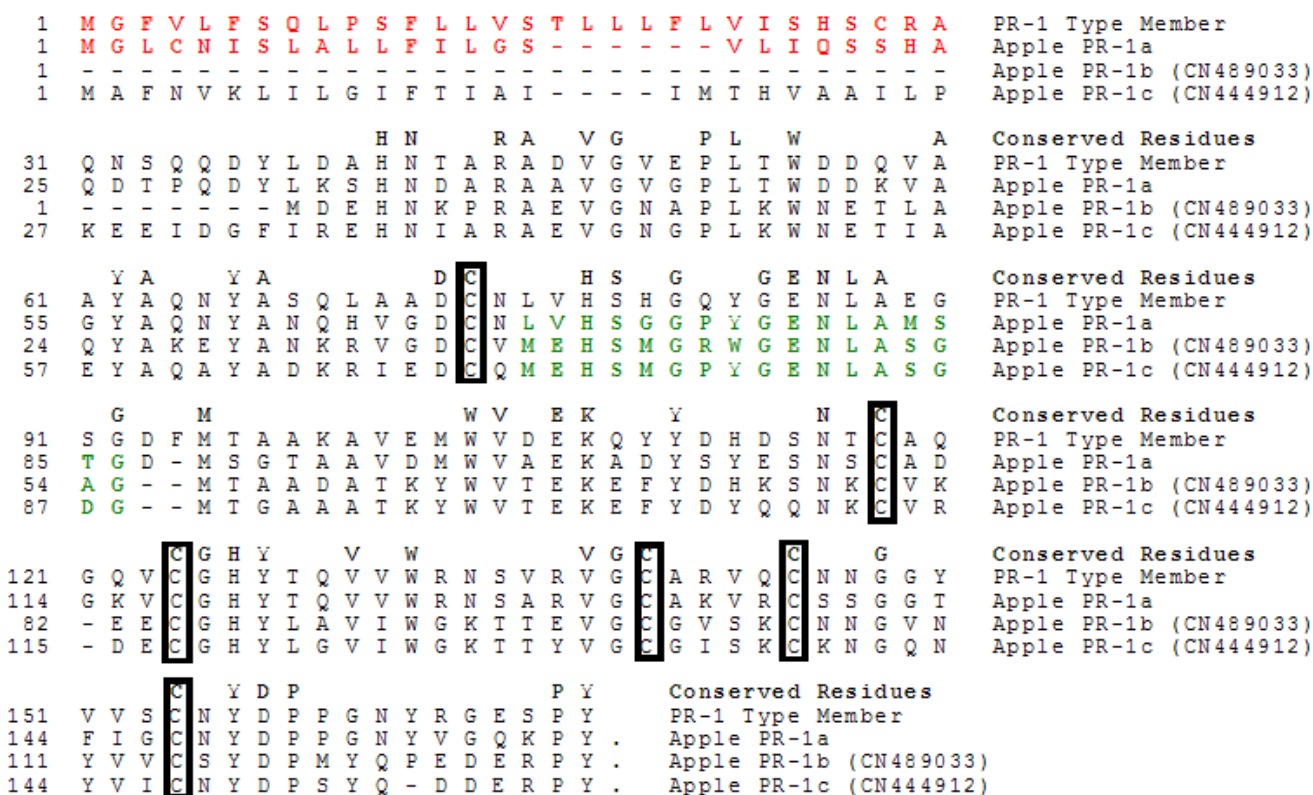 1 M G F V L F S Q L P S F L L V S T L L L F L V I S H S C R A PR-1 Type Member
1 M G L C N I S L A L L F I L G S - - - - - - V L I Q S S H A Apple PR-1a
1 - - - - - - - - - - - - - - - - - - - - - - - - - - - - - - Apple PR-1b (CN489033)
1 M A F N V K L I L G I F T I A I - - - - I M T H V A A I L P Apple PR-1c (CN444912)
H N R A V G P L W A Conserved Residues
31 Q N S Q Q D Y L D A H N T A R A D V G V E P L T W D D Q V A PR-1 Type Member
25 Q D T P Q D Y L K S H N D A R A A V G V G P L T W D D K V A Apple PR-1a
1 - - - - - - - M D E H N K P R A E V G N A P L K W N E T L A Apple PR-1b (CN489033)
27 K E E I D G F I R E H N I A R A E V G N G P L K W N E T I A Apple PR-1c (CN444912)
Y A Y A D C H S G G E N L A Conserved Residues
61 A Y A Q N Y A S Q L A A D C N L V H S H G Q Y G E N L A E G PR-1 Type Member
55 G Y A Q N Y A N Q H V G D C N L V H S G G P Y G E N L A M S Apple PR-1a
24 Q Y A K E Y A N K R V G D C V M E H S M G R W G E N L A S G Apple PR-1b (CN489033)
57 E Y A Q A Y A D K R I E D C Q M E H S M G P Y G E N L A S G Apple PR-1c (CN444912)
G M W V E K Y N C Conserved Residues
91 S G D F M T A A K A V E M W V D E K Q Y Y D H D S N T C A Q PR-1 Type Member
85 T G D - M S G T A A V D M W V A E K A D Y S Y E S N S C A D Apple PR-1a
54 A G - - M T A A D A T K Y W V T E K E F Y D H K S N K C V K Apple PR-1b (CN489033)
87 D G - - M T G A A A T K Y W V T E K E F Y D Y Q Q N K C V R Apple PR-1c (CN444912)
C G H Y V W V G C C G Conserved Residues
121 G Q V C G H Y T Q V V W R N S V R V G C A R V Q C N N G G Y PR-1 Type Member
114 G K V C G H Y T Q V V W R N S A R V G C A K V R C S S G G T Apple PR-1a
82 - E E C G H Y L A V I W G K T T E V G C G V S K C N N G V N Apple PR-1b (CN489033)
115 - D E C G H Y L G V I W G K T T Y V G C G I S K C K N G Q N Apple PR-1c (CN444912)
C Y D P P Y Conserved Residues
151 V V S C N Y D P P G N Y R G E S P Y PR-1 Type Member
144 F I G C N Y D P P G N Y V G Q K P Y . Apple PR-1a
111 Y V V C S Y D P M Y Q P E D E R P Y . Apple PR-1b (CN489033)
144 Y V I C N Y D P S Y Q - D D E R P Y . Apple PR-1c (CN444912)